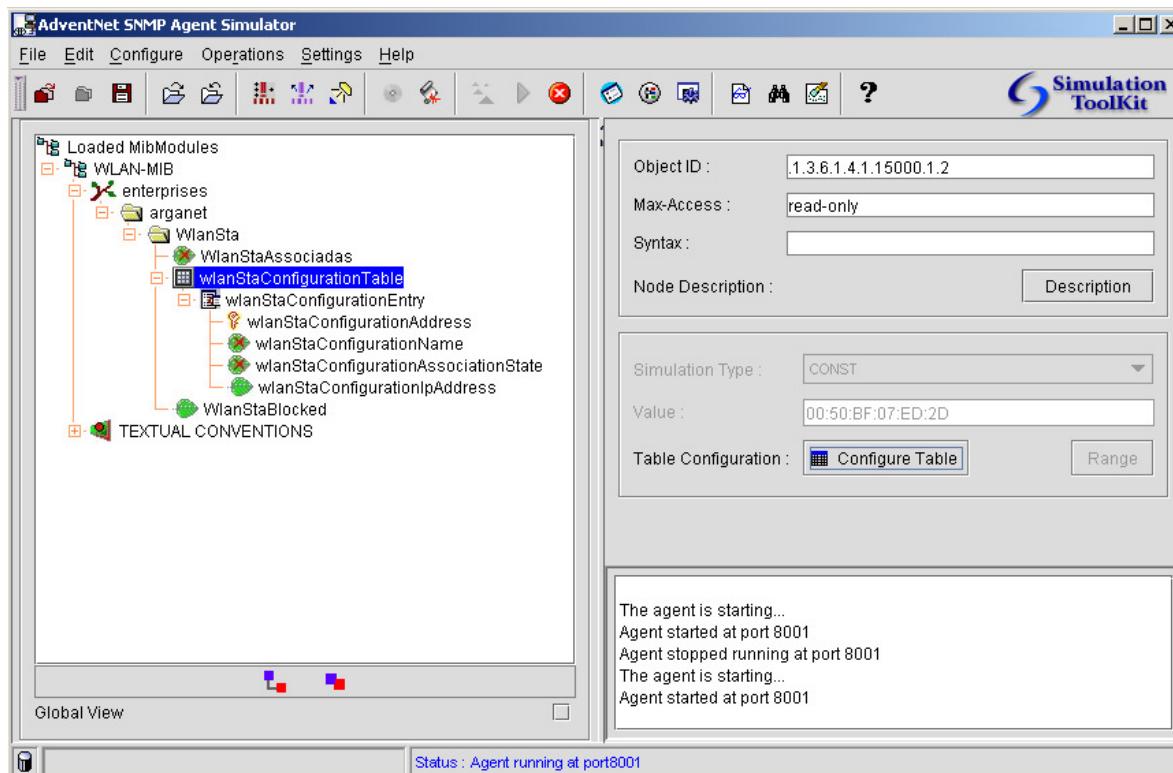 AdventNet SNMP Agent Simulator
File Edit Configure Operations Settings Help
Simulation
ToolKit
Loaded MibModules
WLAN-MIB
enterprises
arganet
WlanSta
WlanStaAssociadas
wlanStaConfigurationTable
wlanStaConfigurationEntry
wlanStaConfigurationAddress
wlanStaConfigurationName
wlanStaConfigurationAssociationState
wlanStaConfigurationIpAddress
WlanStaBlocked
TEXTUAL CONVENTIONS
Global View
Object ID : .1.3.6.1.4.1.15000.1.2
Max-Access : read-only
Syntax :
Node Description : Description
Simulation Type : CONST
Value : 00:50:BF:07:ED:2D
Table Configuration : Configure Table Range
The agent is starting...
Agent started at port 8001
Agent stopped running at port 8001
The agent is starting...
Agent started at port 8001
Status : Agent running at port8001